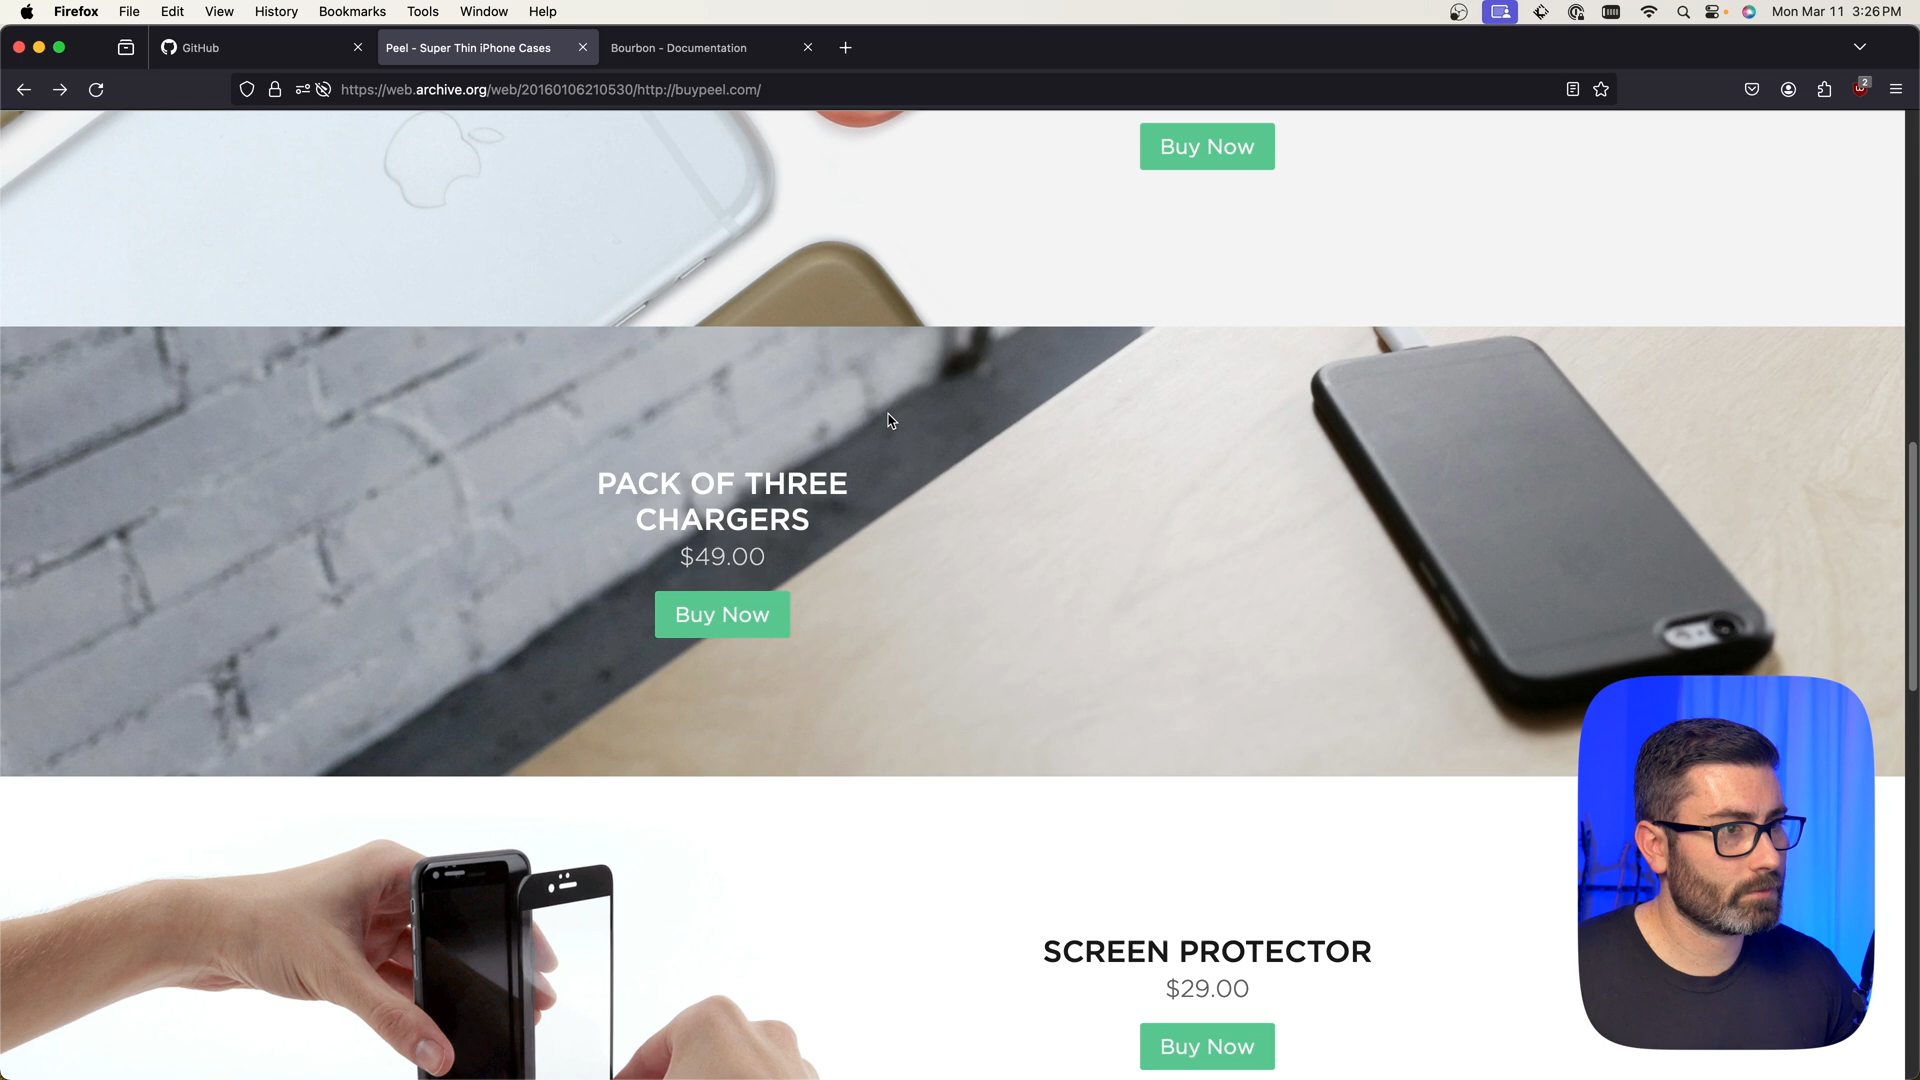 Firefox File Edit View History Bookmarks Tools Window Help Mon Mar 11 3:26 PM
GitHub Peel - Super Thin iPhone Cases Bourbon - Documentation
https://web.archive.org/web/20160106210530/http://buypeel.com/ 2
Buy Now
PACK OF THREE
CHARGERS
$49.00
Buy Now
SCREEN PROTECTOR
$29.00
Buy Now